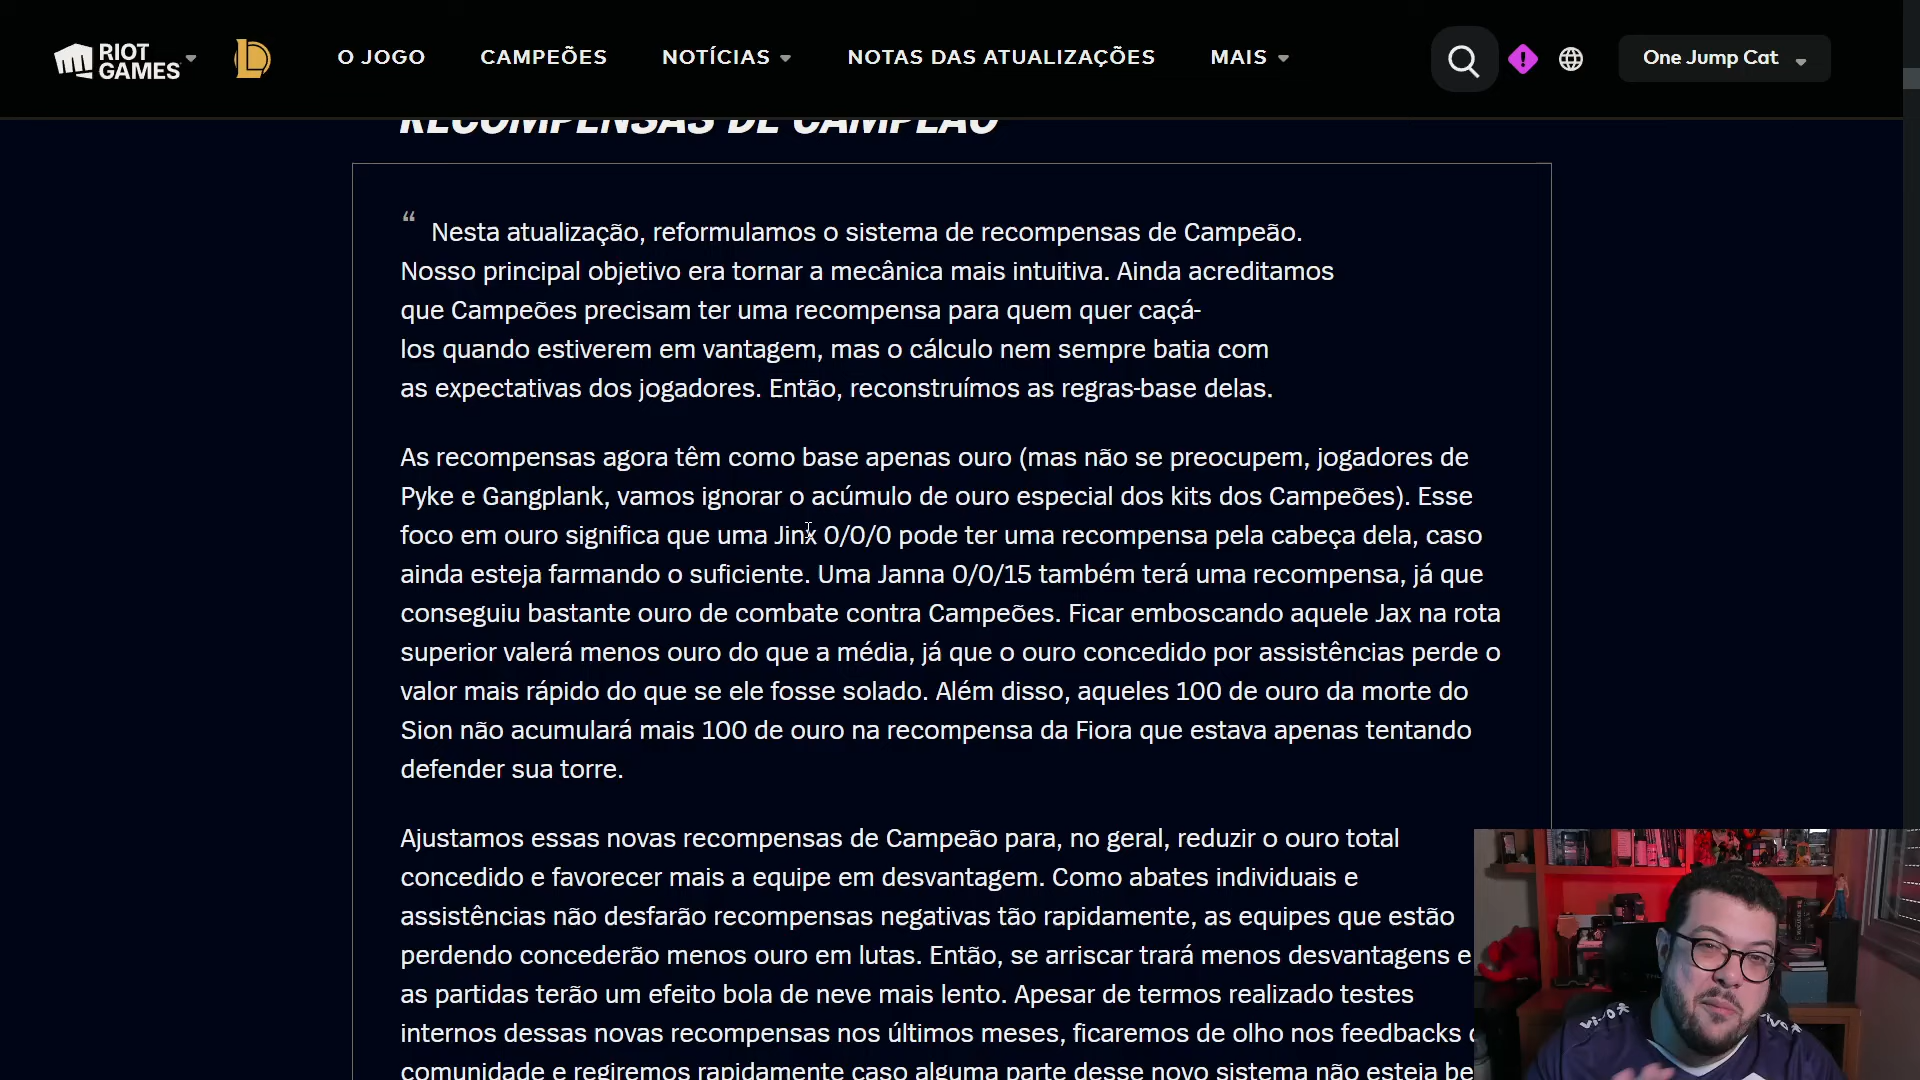 RIOT GAMES
O JOGO CAMPEÕES NOTÍCIAS NOTAS DAS ATUALIZAÇÕES MAIS One Jump Cat
RECOMPENSAS DE CAMPEÃO
“ Nesta atualização, reformulamos o sistema de recompensas de Campeão.
Nosso principal objetivo era tornar a mecânica mais intuitiva. Ainda acreditamos
que Campeões precisam ter uma recompensa para quem quer caçá-
los quando estiverem em vantagem, mas o cálculo nem sempre batia com
as expectativas dos jogadores. Então, reconstruímos as regras-base delas.
As recompensas agora têm como base apenas ouro (mas não se preocupem, jogadores de
Pyke e Gangplank, vamos ignorar o acúmulo de ouro especial dos kits dos Campeões). Esse
foco em ouro significa que uma Jinx 0/0/0 pode ter uma recompensa pela cabeça dela, caso
ainda esteja farmando o suficiente. Uma Janna 0/0/15 também terá uma recompensa, já que
conseguiu bastante ouro de combate contra Campeões. Ficar emboscando aquele Jax na rota
superior valerá menos ouro do que a média, já que o ouro concedido por assistências perde o
valor mais rápido do que se ele fosse solado. Além disso, aqueles 100 de ouro da morte do
Sion não acumulará mais 100 de ouro na recompensa da Fiora que estava apenas tentando
defender sua torre.
Ajustamos essas novas recompensas de Campeão para, no geral, reduzir o ouro total
concedido e favorecer mais a equipe em desvantagem. Como abates individuais e
assistências não desfarão recompensas negativas tão rapidamente, as equipes que estão
perdendo concederão menos ouro em lutas. Então, se arriscar trará menos desvantagens e
as partidas terão um efeito bola de neve mais lento. Apesar de termos realizado testes
internos dessas novas recompensas nos últimos meses, ficaremos de olho nos feedbacks
comunidade e regiremos rapidamente caso alguma parte desse novo sistema não esteja be
vivo